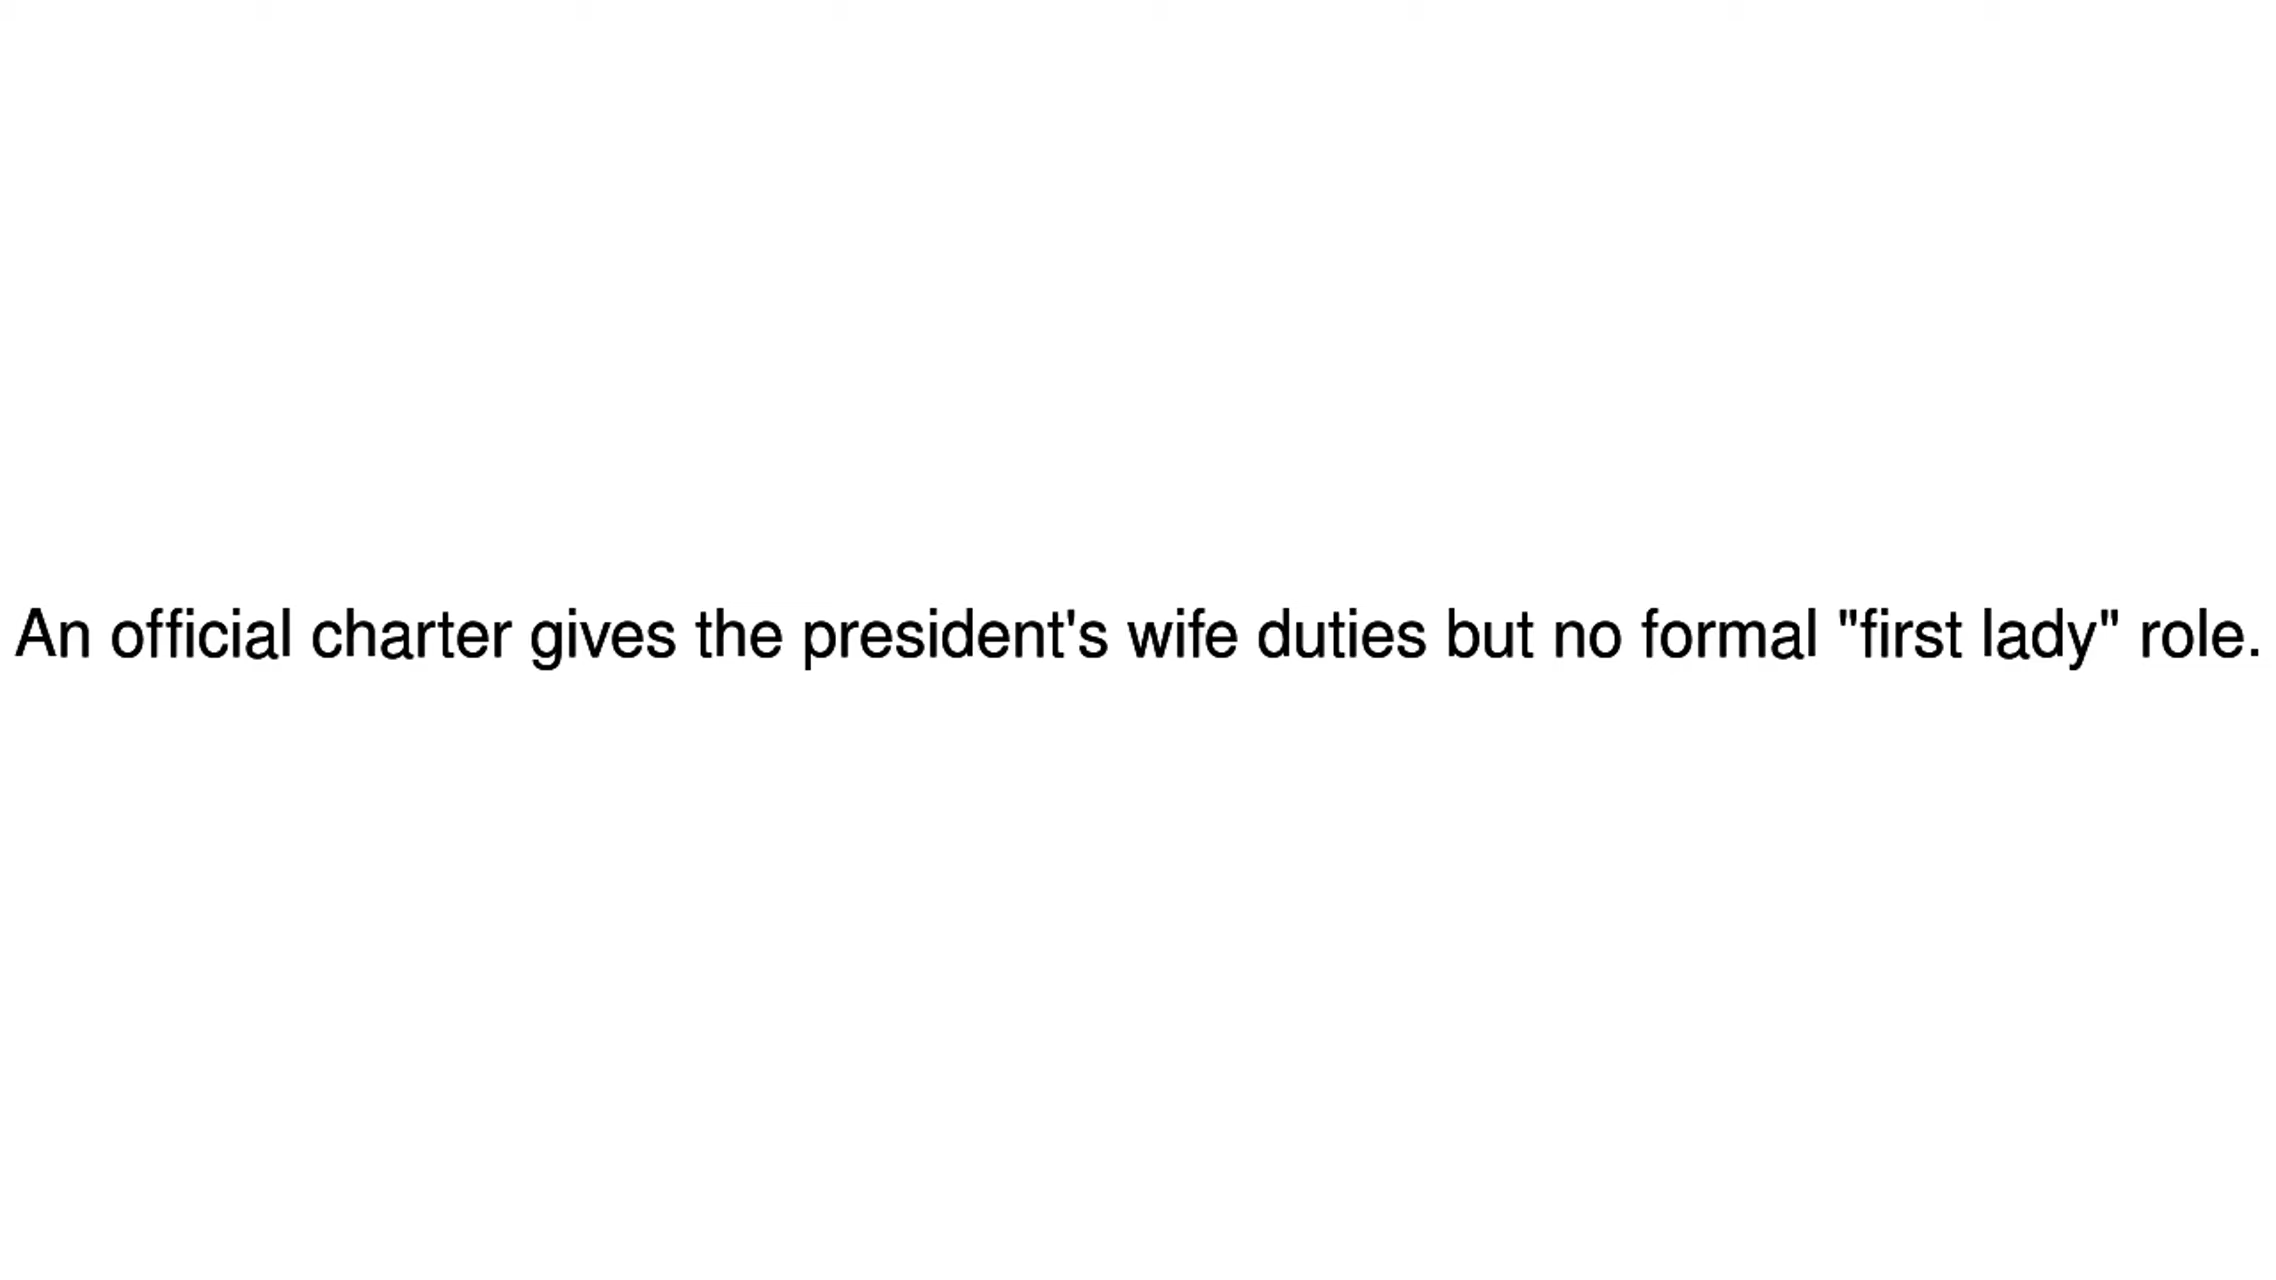 An official charter gives the president's wife duties but no formal "first lady" role.